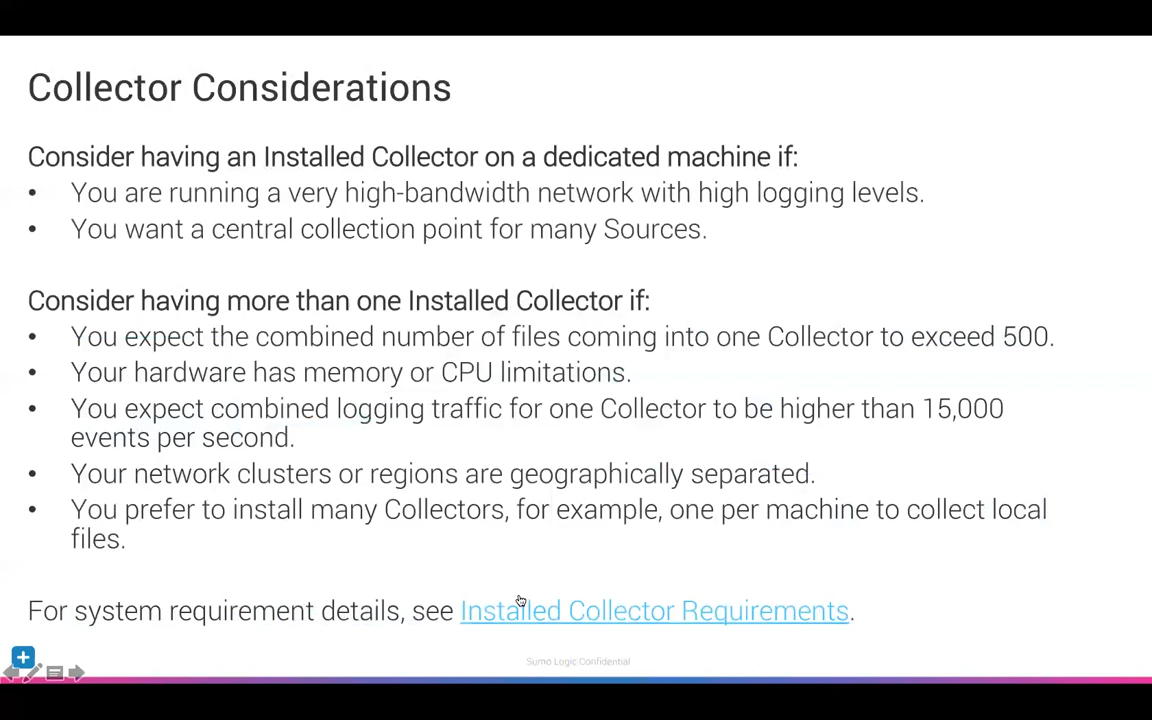 Collector Considerations
Consider having an Installed Collector on a dedicated machine if:
• You are running a very high-bandwidth network with high logging levels.
• You want a central collection point for many Sources.
Consider having more than one Installed Collector if:
• You expect the combined number of files coming into one Collector to exceed 500.
• Your hardware has memory or CPU limitations.
• You expect combined logging traffic for one Collector to be higher than 15,000
events per second.
• Your network clusters or regions are geographically separated.
• You prefer to install many Collectors, for example, one per machine to collect local
files.
For system requirement details, see Installed Collector Requirements.
Sumo Logic Confidential